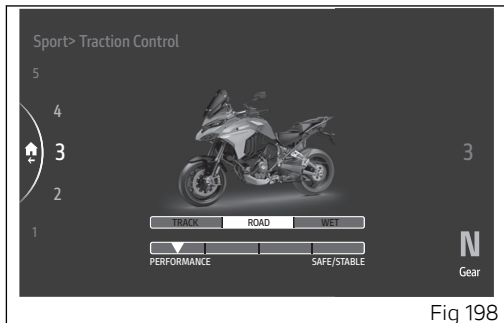 Sport> Traction Control
5
4
3
2
1
3
TRACK ROAD WET
PERFORMANCE SAFE/STABLE
N
Gear
Fig 198